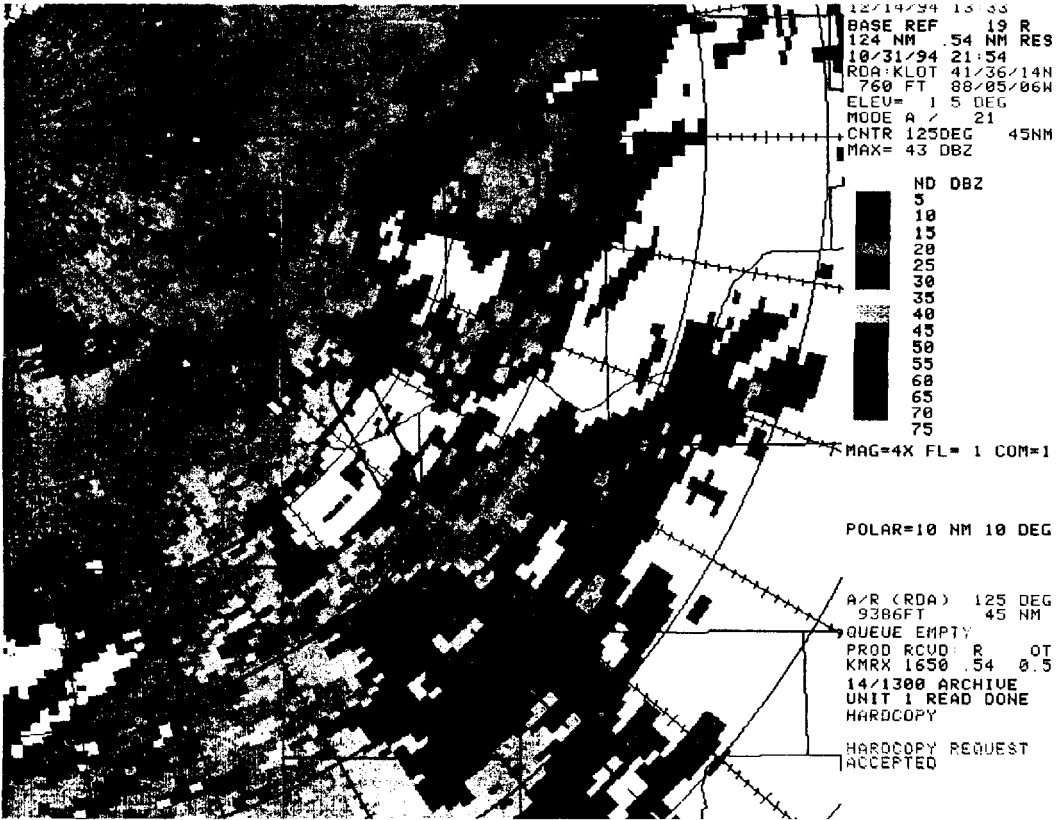 12/14/94 13:33
BASE REF 19 R
124 NM .54 NM RES
10/31/94 21:54
RDA:KLOT 41/36/14N
760 FT 88/05/06W
ELEV= 1 5 DEG
MODE A / 21
CNTR 125DEG 45NM
MAX= 43 DBZ
ND DBZ
5
10
15
20
25
30
35
40
45
50
55
60
65
70
75
MAG=4X FL= 1 COM=1
POLAR=10 NM 10 DEG
A/R (RDA) 125 DEG
9386FT 45 NM
QUEUE EMPTY
PROD RCVD: R OT
KMRX 1650 .54 0.5
14/1300 ARCHIVE
UNIT 1 READ DONE
HARDCOPY
HARDCOPY REQUEST
ACCEPTED